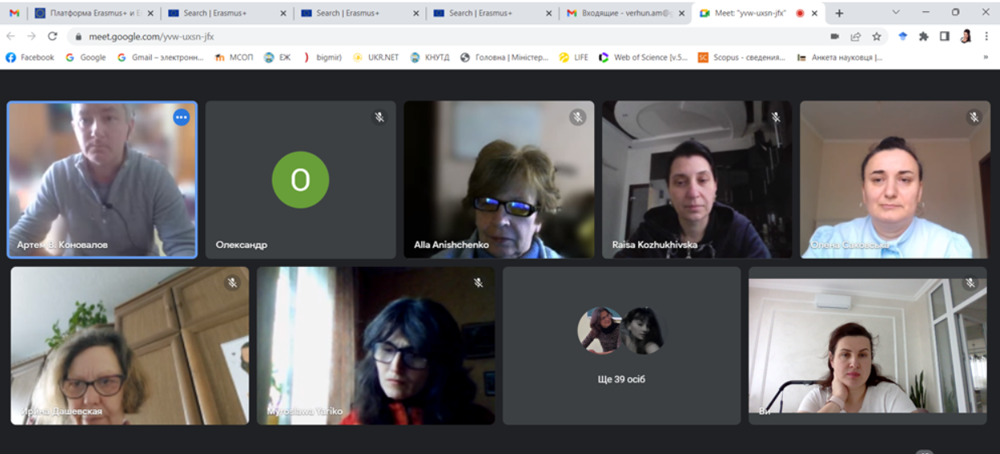 Платформа Erasmus+ и E
Search | Erasmus+
Search | Erasmus+
Search | Erasmus+
Входящие - verhun.am@
Meet: "yvw-uxsn-jfx"
meet.google.com/yvw-uxsn-jfx
Facebook
Google
Gmail – электронн...
МСОП
ЕЖ
bigmir)
UKR.NET
КНУТД
Головна | Міністер...
LIFE
Web of Science [v.5...
SC
Scopus - сведения...
Анкета науковця |...
Артем В. Коновалов
О
Олександр
Alla Anishchenko
Raisa Kozhukhivska
Олена Саковська
Ирина Дашевская
Myroslawa Yariko
Ще 39 осіб
Ви